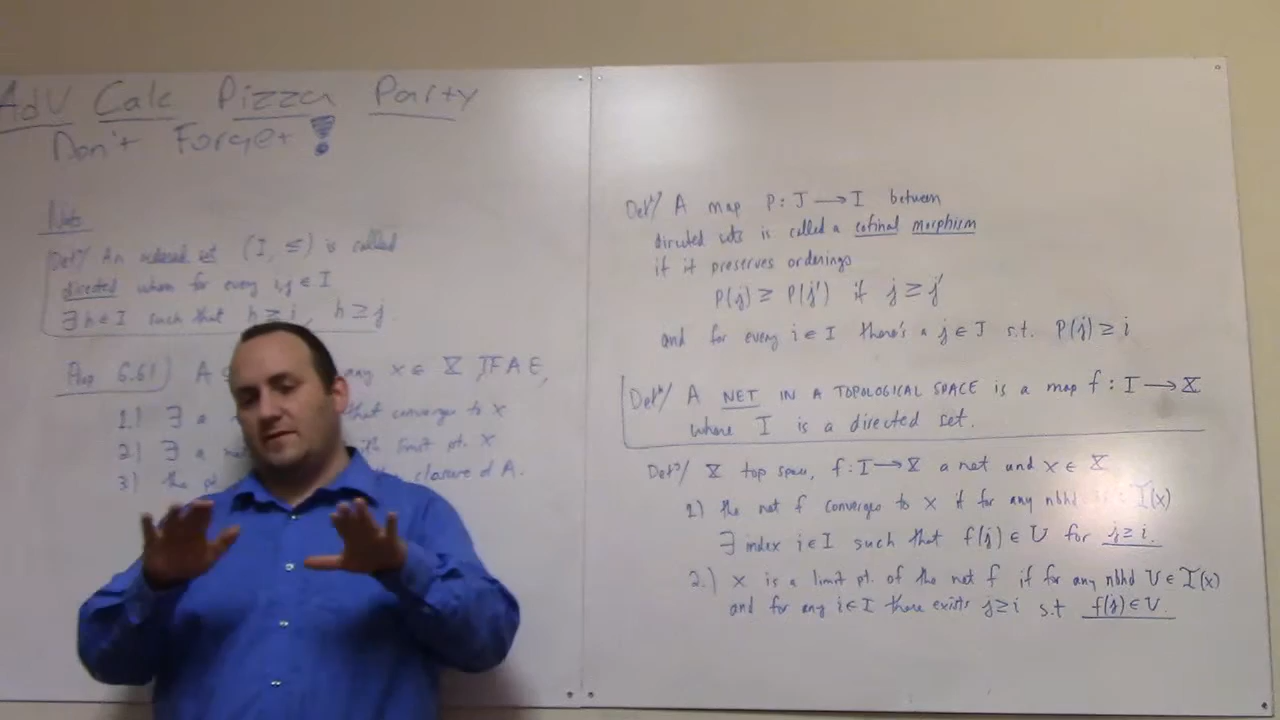 Adv Calc Pizza Party
Don't Forget!
Nets
Defn/ An ordered set (I, ≤) is called
directed when for every i,j ∈ I
∃ h ∈ I such that h ≥ i, h ≥ j.
Prop 6.61) A any x ∈ X TFAE,
1.) ∃ a that converges to x
2.) ∃ a net with limit pt. x
3.) the closure of A.
Defn/ A map P: J → I between
directed sets is called a cofinal morphism
if it preserves orderings
P(j) ≥ P(j') if j ≥ j'
and for every i ∈ I there's a j ∈ J s.t. P(j) ≥ i
Defn/ A NET IN A TOPOLOGICAL SPACE is a map f: I → X
where I is a directed set.
Defn/ X top space, f: I → X a net and x ∈ X
1.) the net f converges to x if for any nbhd I(x)
∃ index i ∈ I such that f(j) ∈ U for j ≥ i.
2.) x is a limit pt. of the net f if for any nbhd U ∈ I(x)
and for any i ∈ I there exists j ≥ i s.t f(j) ∈ U.